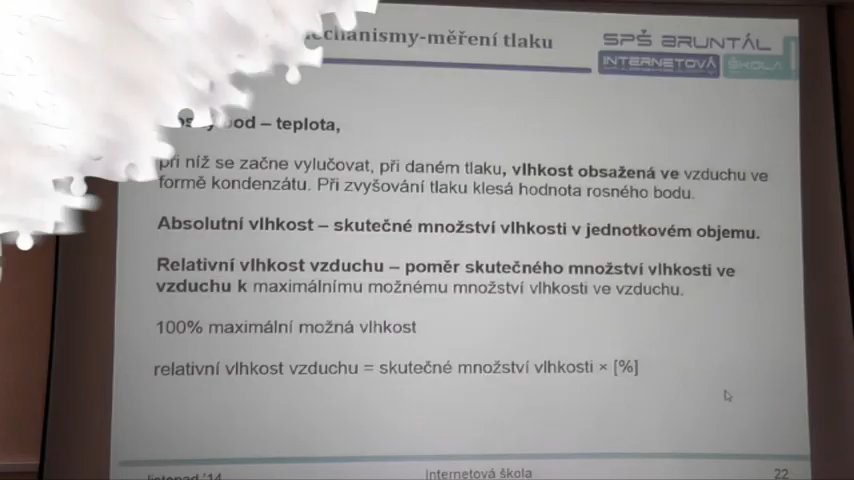 mechanismy-měření tlaku
SPŠ BRUNTÁL
INTERNETOVÁ ŠKOLA
bod – teplota,
při níž se začne vylučovat, při daném tlaku, vlhkost obsažená ve vzduchu ve
formě kondenzátu. Při zvyšování tlaku klesá hodnota rosného bodu.
Absolutní vlhkost – skutečné množství vlhkosti v jednotkovém objemu.
Relativní vlhkost vzduchu – poměr skutečného množství vlhkosti ve
vzduchu k maximálnímu možnému množství vlhkosti ve vzduchu.
100% maximální možná vlhkost
relativní vlhkost vzduchu = skutečné množství vlhkosti × [%]
listopad '14 Internetová škola 22